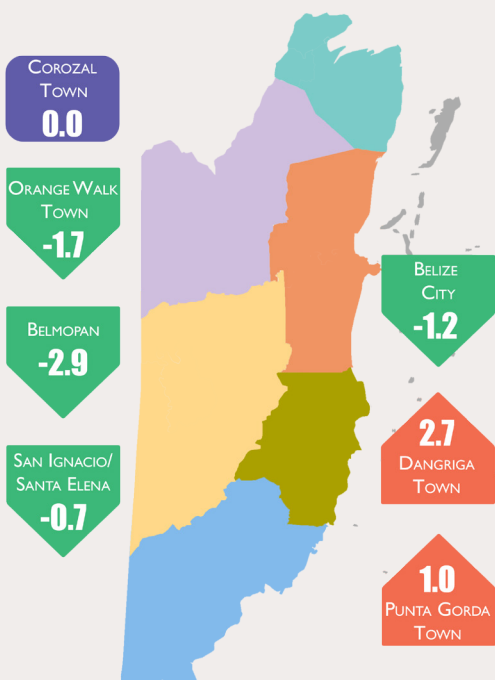 Corozal
Town
0.0
Orange Walk
Town
-1.7
Belmopan
-2.9
San Ignacio/
Santa Elena
-0.7
Belize
City
-1.2
2.7
Dangriga
Town
1.0
Punta Gorda
Town